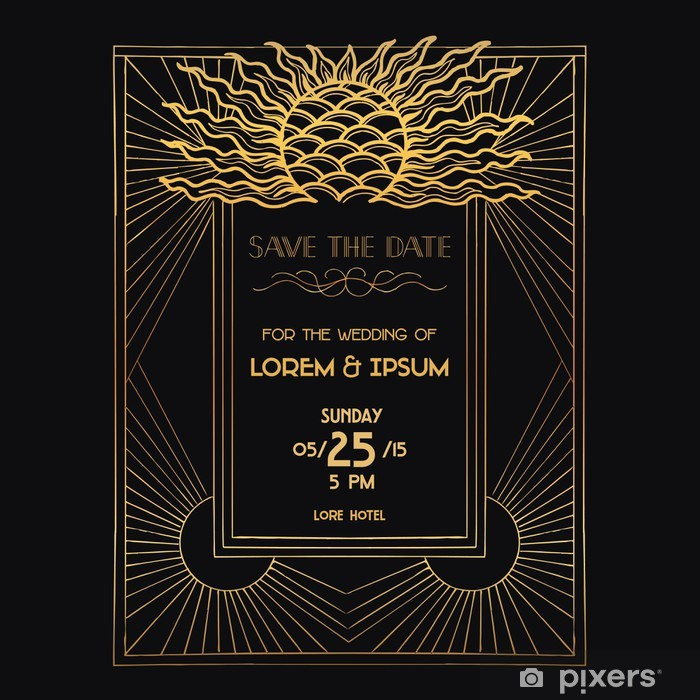 SAVE THE DATE
FOR THE WEDDING OF
LOREM & IPSUM
SUNDAY
05/25/15
5 PM
LORE HOTEL
pixers®